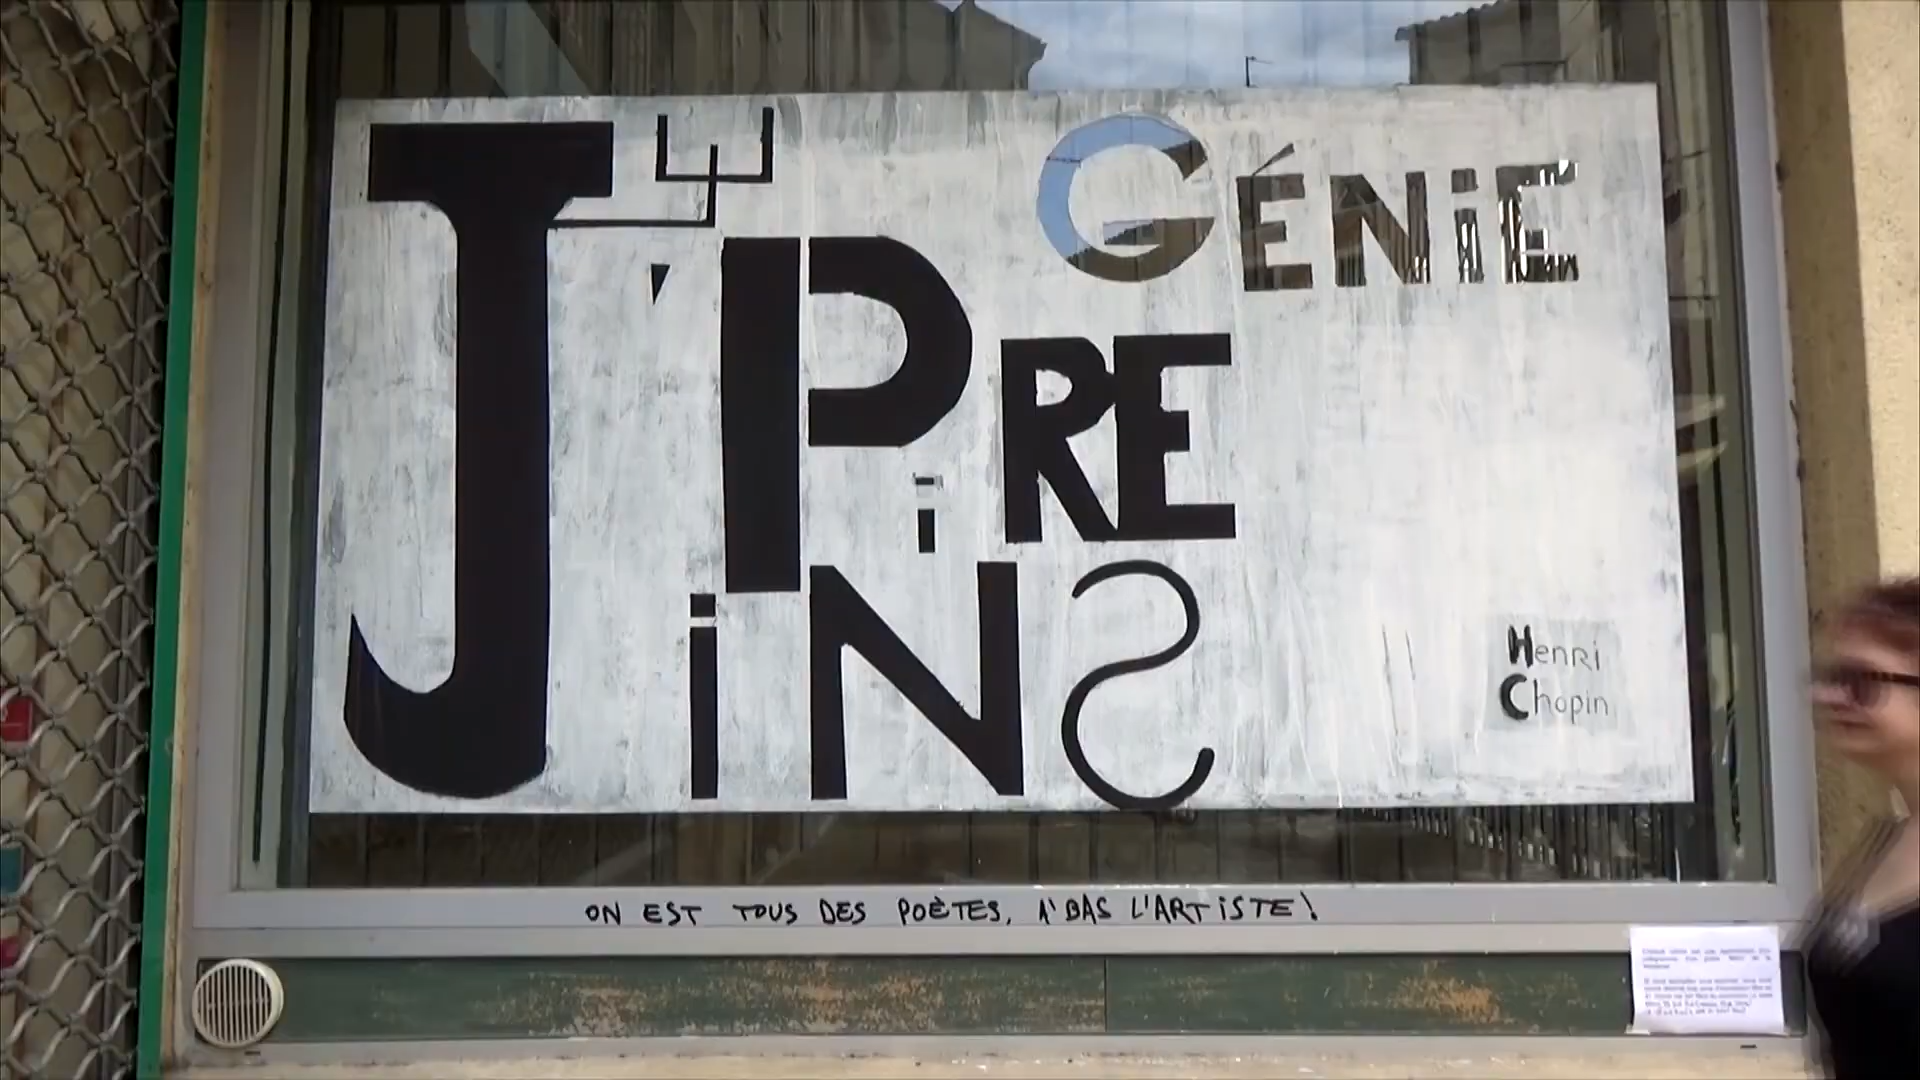 J'
GÉNiE
PRE
i
iNS
Henri
Chopin
ON EST TOUS DES POÈTES, A' BAS L'ARTiSTE!